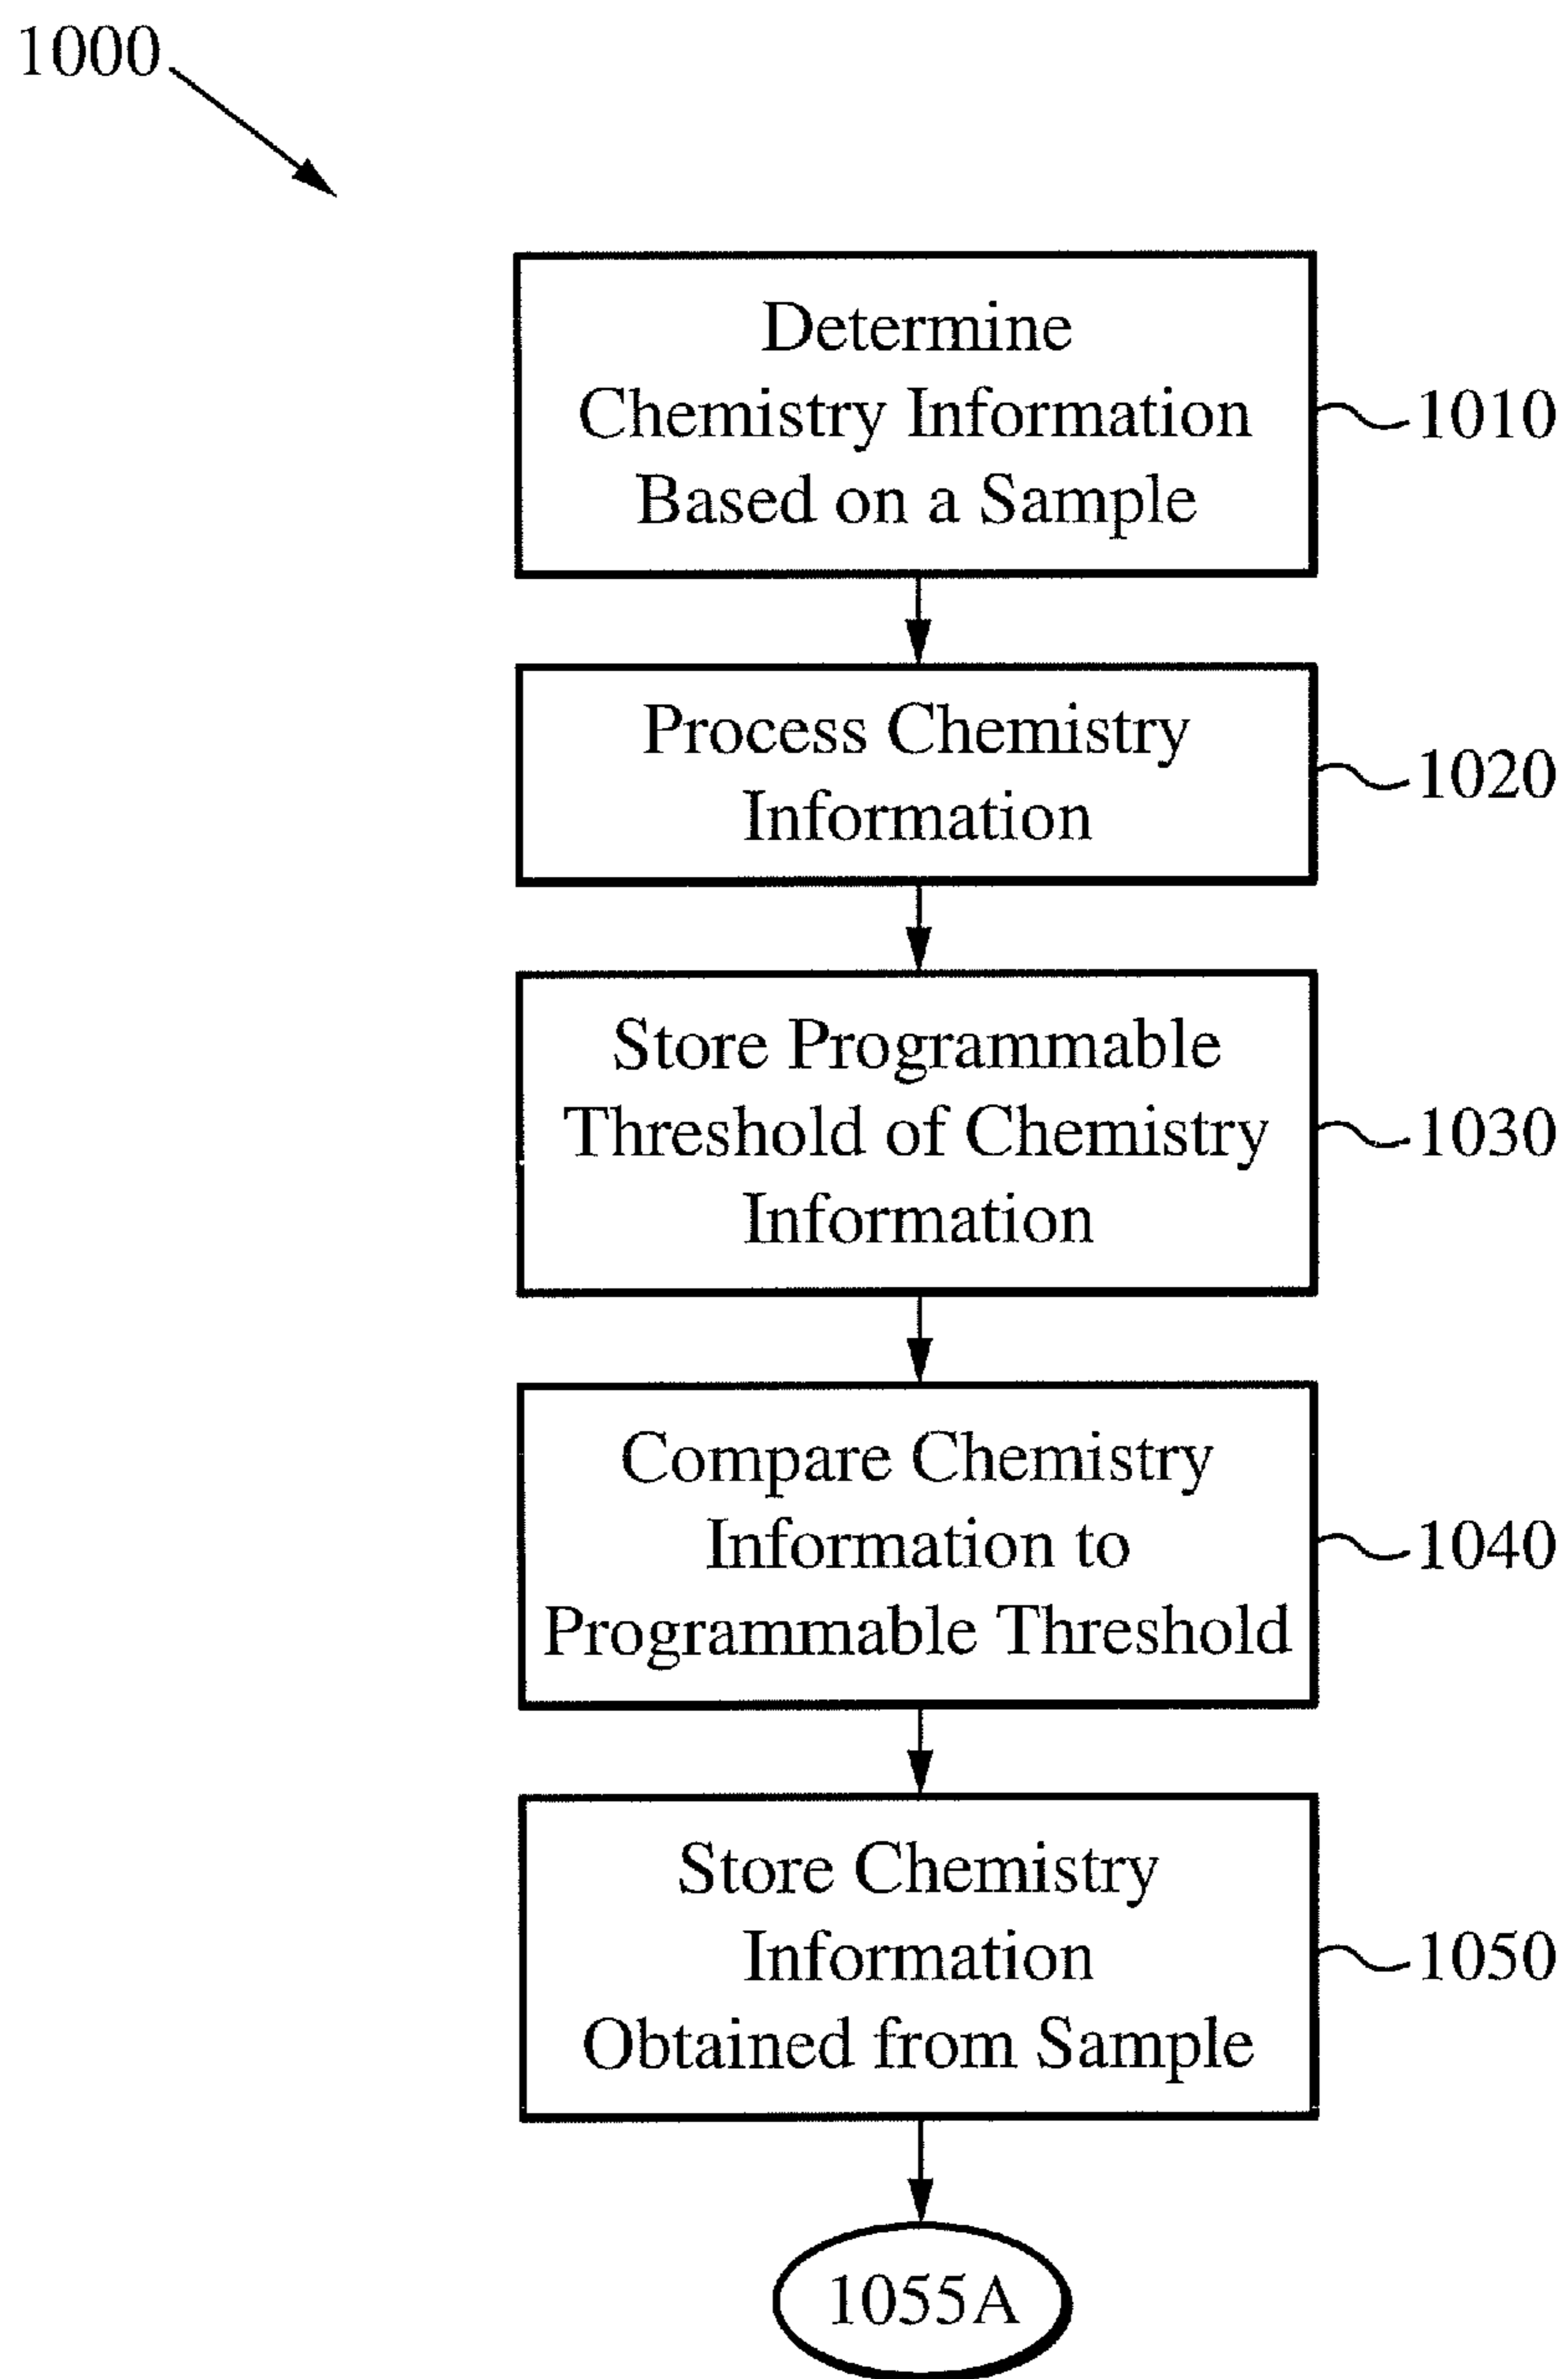 1000
Determine
Chemistry Information
Based on a Sample
1010
Process Chemistry
Information
1020
Store Programmable
Threshold of Chemistry
Information
1030
Compare Chemistry
Information to
Programmable Threshold
1040
Store Chemistry
Information
Obtained from Sample
1050
1055A